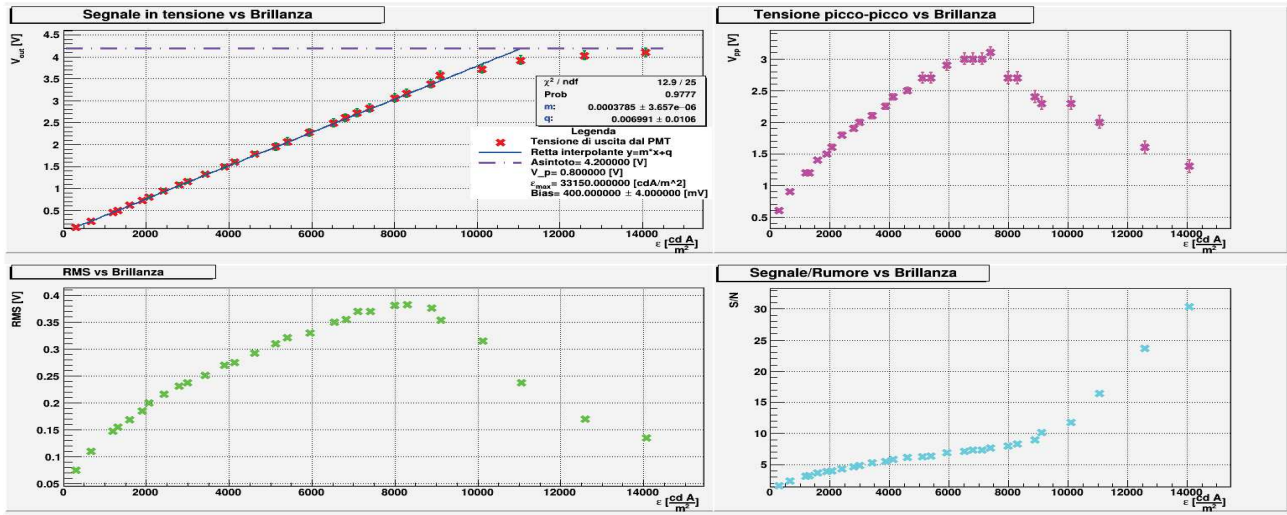 Segnale in tensione vs Brillanza
V_out [V]
4.5
4
3.5
3
2.5
2
1.5
1
0.5
0 2000 4000 6000 8000 10000 12000 14000
ε [cd A/m²]
χ² / ndf 12.9 / 25
Prob 0.9777
m: 0.0003785 ± 3.657e−06
q: 0.006991 ± 0.0106
Legenda
Tensione di uscita dal PMT
Retta interpolante y=m*x+q
Asintoto= 4.200000 [V]
V_p= 0.800000 [V]
ε_max= 33150.000000 [cdA/m^2]
Bias= 400.000000 ± 4.000000 [mV]
Tensione picco-picco vs Brillanza
V_pp [V]
3
2.5
2
1.5
1
0.5
0 2000 4000 6000 8000 10000 12000 14000
ε [cd A/m²]
RMS vs Brillanza
RMS [V]
0.4
0.35
0.3
0.25
0.2
0.15
0.1
0.05
0 2000 4000 6000 8000 10000 12000 14000
ε [cd A/m²]
Segnale/Rumore vs Brillanza
S/N
30
25
20
15
10
5
0 2000 4000 6000 8000 10000 12000 14000
ε [cd A/m²]